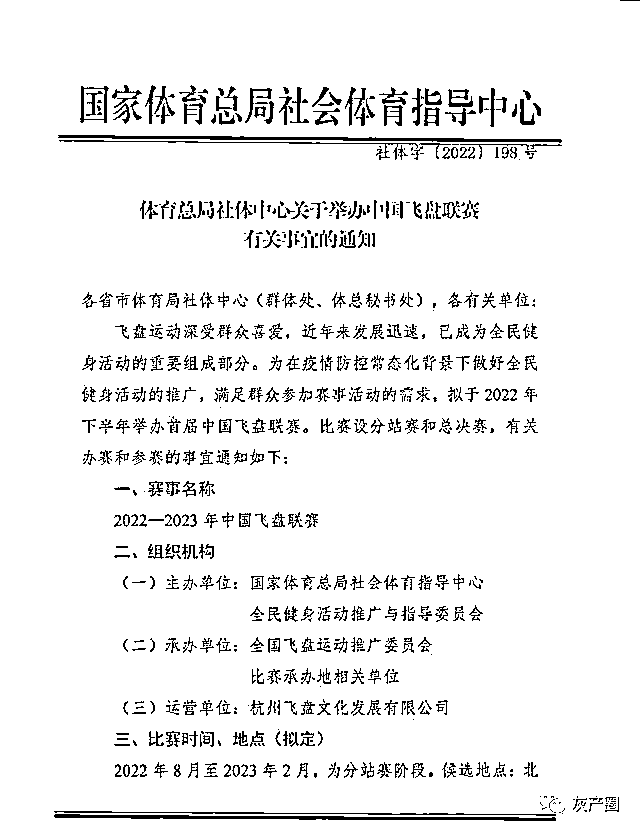 国家体育总局社会体育指导中心
社体字〔2022〕198号
体育总局社体中心关于举办中国飞盘联赛
有关事宜的通知
各省市体育局社体中心（群体处、体总秘书处），各有关单位：
飞盘运动深受群众喜爱，近年来发展迅速，已成为全民健
身活动的重要组成部分。为在疫情防控常态化背景下做好全民
健身活动的推广，满足群众参加赛事活动的需求，拟于2022年
下半年举办首届中国飞盘联赛。比赛设分站赛和总决赛，有关
办赛和参赛的事宜通知如下：
一、赛事名称
2022—2023年中国飞盘联赛
二、组织机构
（一）主办单位：国家体育总局社会体育指导中心
全民健身活动推广与指导委员会
（二）承办单位：全国飞盘运动推广委员会
比赛承办地相关单位
（三）运营单位：杭州飞盘文化发展有限公司
三、比赛时间、地点（拟定）
2022年8月至2023年2月，为分站赛阶段。候选地点：北
灰产圈